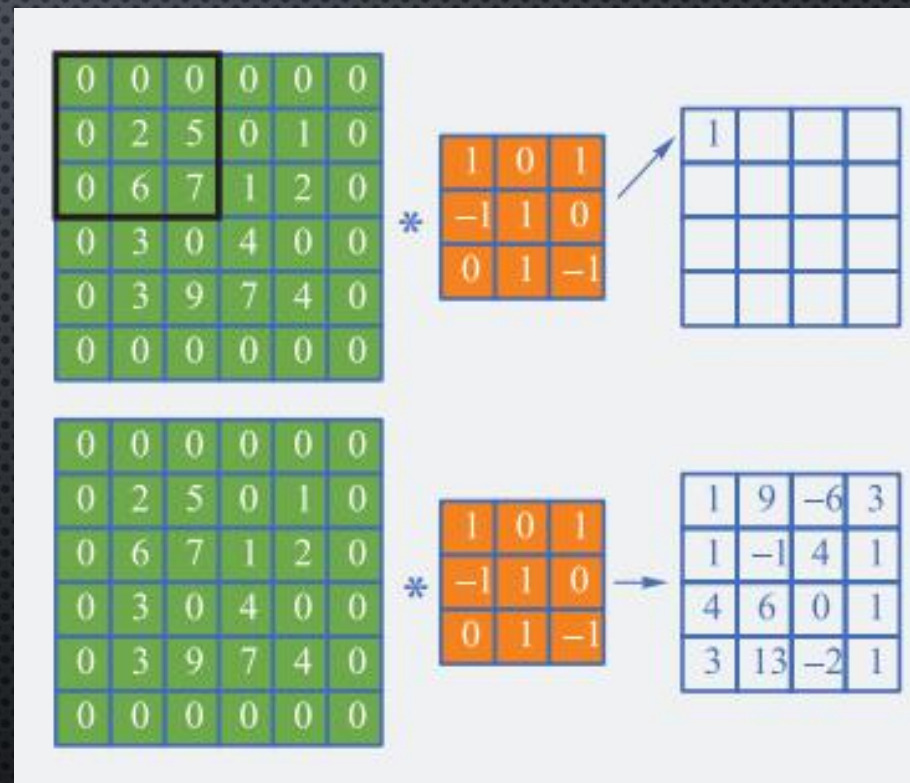 0 0 0 0 0 0
0 2 5 0 1 0
0 6 7 1 2 0
0 3 0 4 0 0
0 3 9 7 4 0
0 0 0 0 0 0
*
1 0 1
−1 1 0
0 1 −1
1
0 0 0 0 0 0
0 2 5 0 1 0
0 6 7 1 2 0
0 3 0 4 0 0
0 3 9 7 4 0
0 0 0 0 0 0
*
1 0 1
−1 1 0
0 1 −1
1 9 −6 3
1 −1 4 1
4 6 0 1
3 13 −2 1